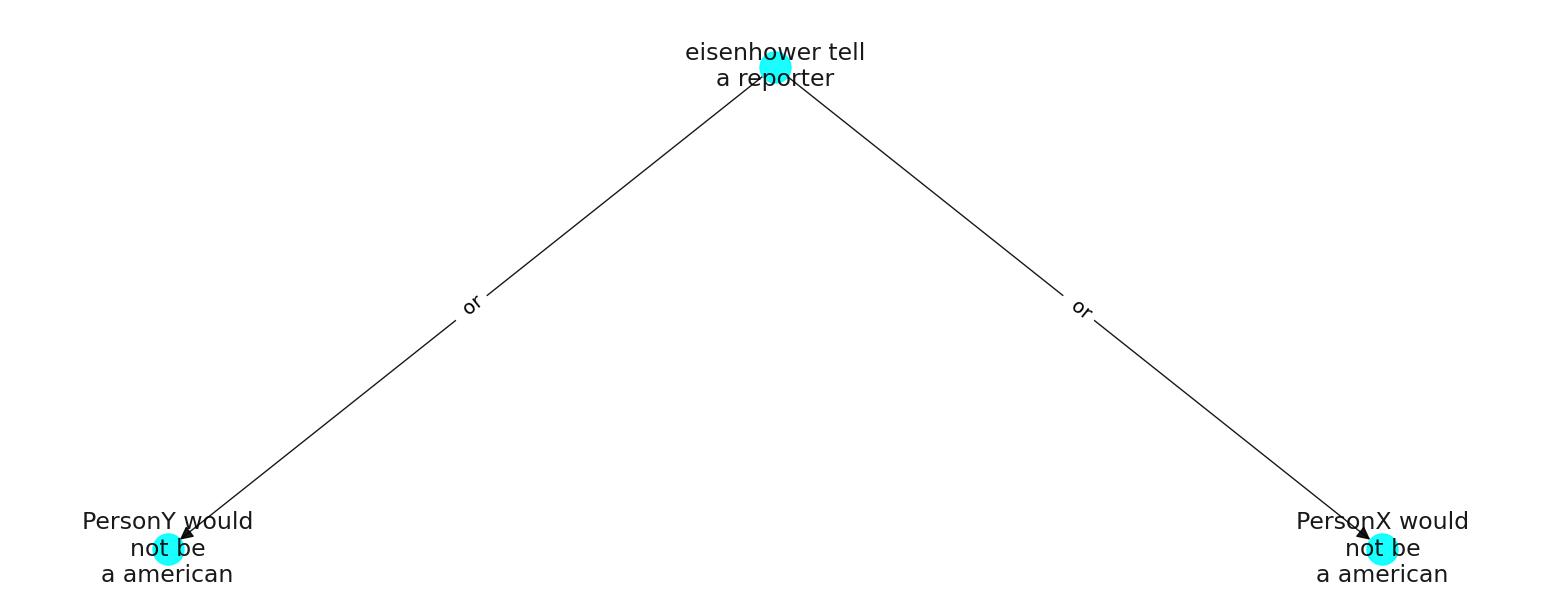 eisenhower tell
a reporter
or
or
PersonY would
not be
a american
PersonX would
not be
a american